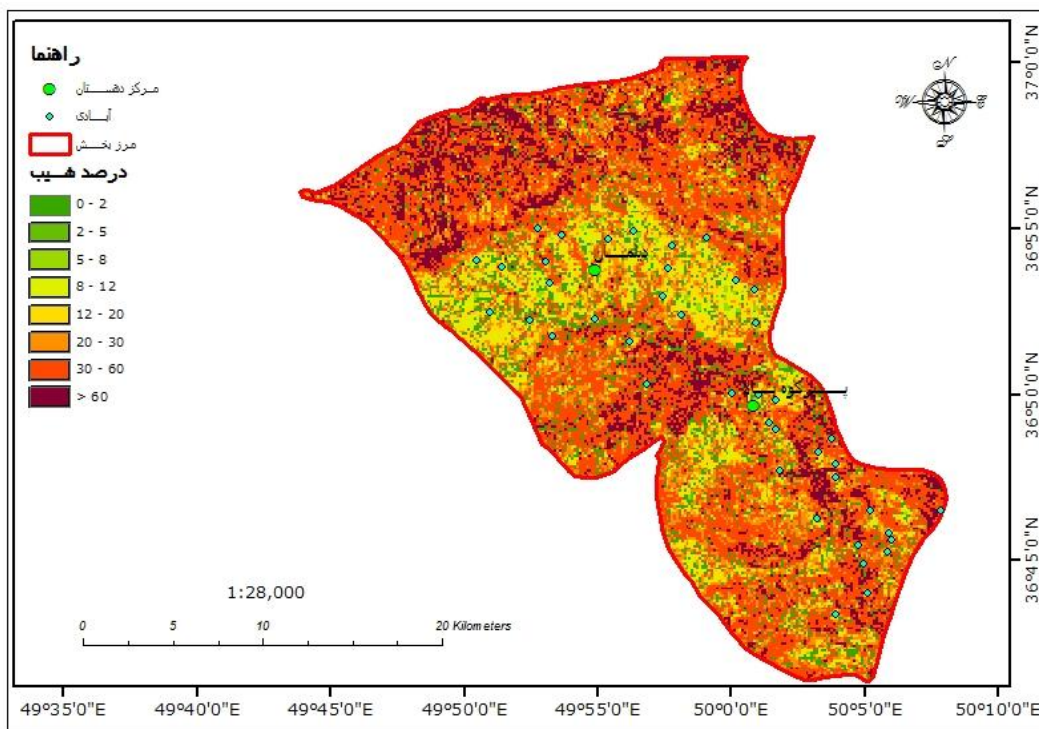 راهنما
مرکز دهستان
آبادی
مرز بخش
درصد شیب
0 - 2
2 - 5
5 - 8
8 - 12
12 - 20
20 - 30
30 - 60
> 60
N
W
E
S
1:28,000
0 5 10 20 Kilometers
37°0'0"N
36°55'0"N
36°5'0"N
36°45'0"N
49°35'0"E 49°40'0"E 49°45'0"E 49°50'0"E 49°55'0"E 50°0'0"E 50°5'0"E 50°10'0"E